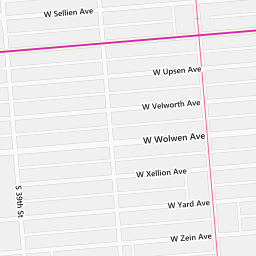 W Sellien Ave
W Upsen Ave
W Velworth Ave
W Wolwen Ave
W Xellion Ave
S 39th St
W Yard Ave
W Zein Ave